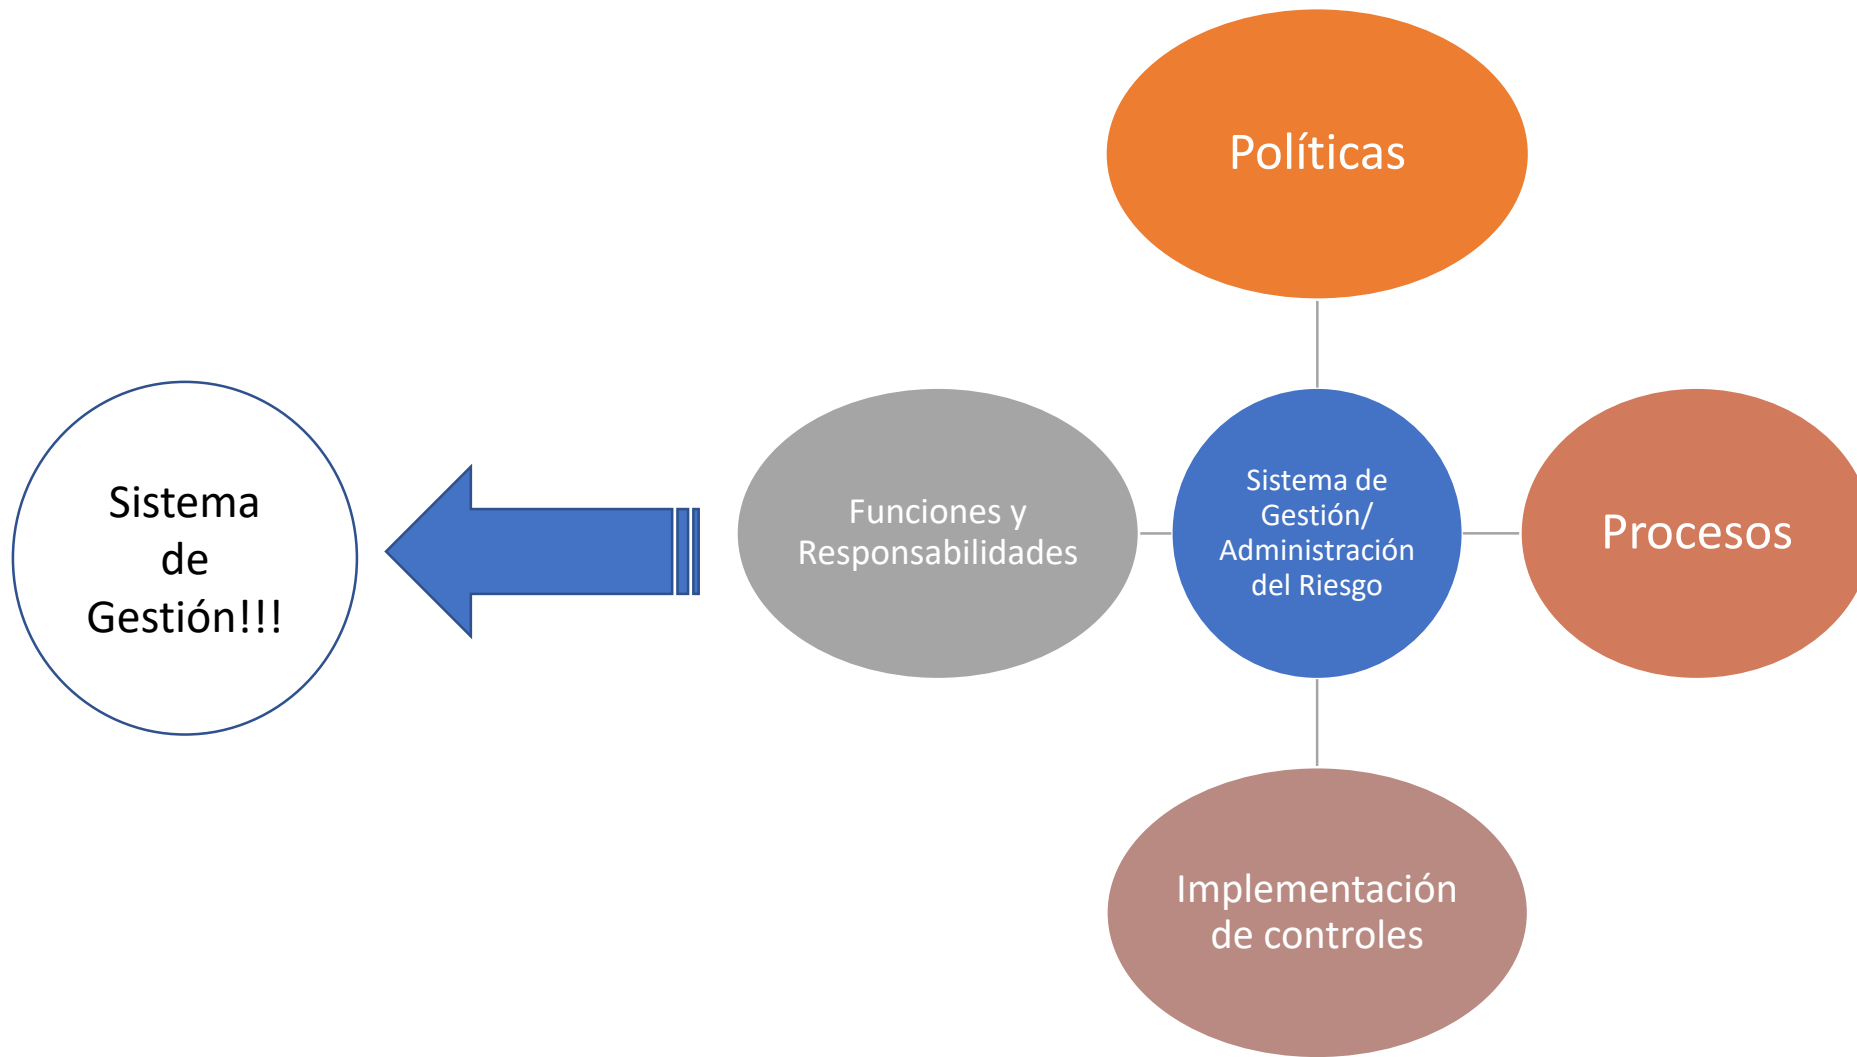 Políticas
Sistema
de
Gestión!!!
Funciones y
Responsabilidades
Sistema de
Gestión/
Administración
del Riesgo
Procesos
Implementación
de controles